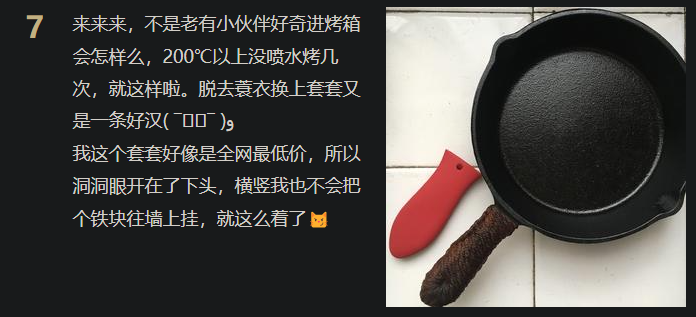 7
来来来，不是老有小伙伴好奇进烤箱
会怎样么，200℃以上没喷水烤几
次，就这样啦。脱去蓑衣换上套套又
是一条好汉( ¯▯▯¯ )و
我这个套套好像是全网最低价，所以
洞洞眼开在了下头，横竖我也不会把
个铁块往墙上挂，就这么着了😼